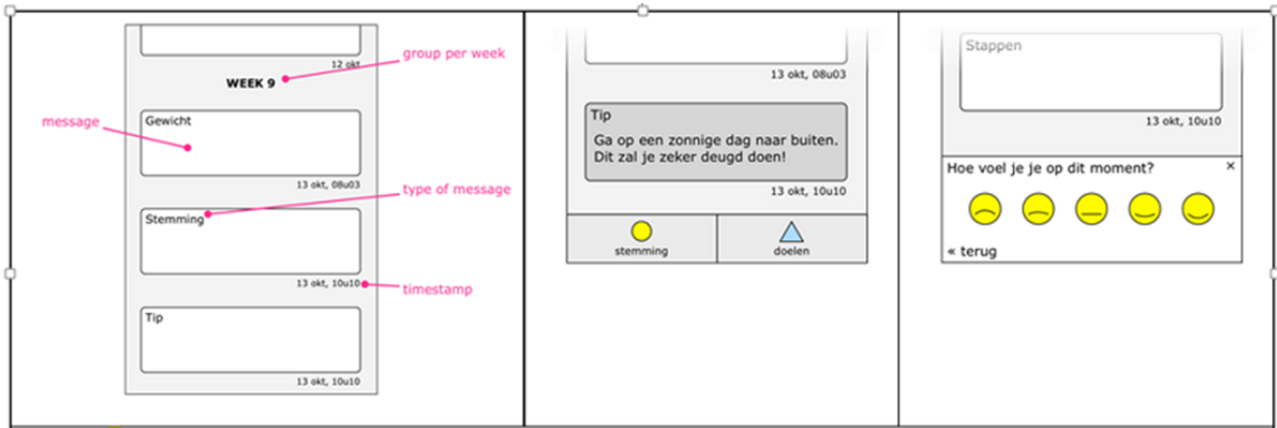 12 okt
group per week
WEEK 9
message
Gewicht
13 okt, 08u03
type of message
Stemming
13 okt, 10u10
timestamp
Tip
13 okt, 10u10
13 okt, 08u03
Tip
Ga op een zonnige dag naar buiten.
Dit zal je zeker deugd doen!
13 okt, 10u10
stemming
doelen
Stappen
13 okt, 10u10
Hoe voel je je op dit moment?
×
« terug